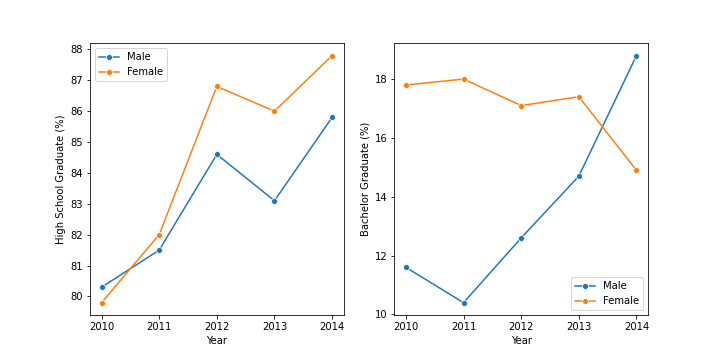 88
87
86
85
84
83
82
81
80
High School Graduate (%)
Male
Female
2010 2011 2012 2013 2014
Year
18
16
14
12
10
Bachelor Graduate (%)
Male
Female
2010 2011 2012 2013 2014
Year